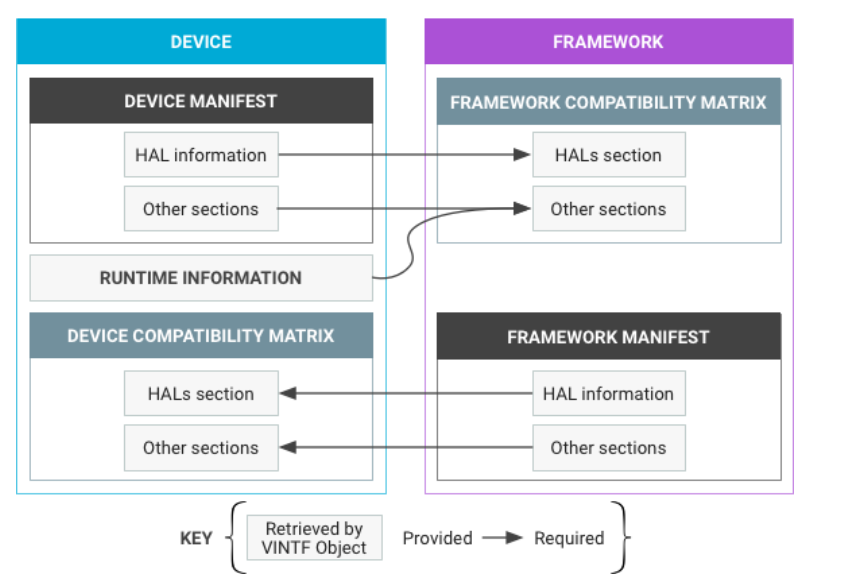 DEVICE
DEVICE MANIFEST
HAL information
Other sections
RUNTIME INFORMATION
DEVICE COMPATIBILITY MATRIX
HALs section
Other sections
FRAMEWORK
FRAMEWORK COMPATIBILITY MATRIX
HALs section
Other sections
FRAMEWORK MANIFEST
HAL information
Other sections
KEY
Retrieved by
VINTF Object
Provided
Required